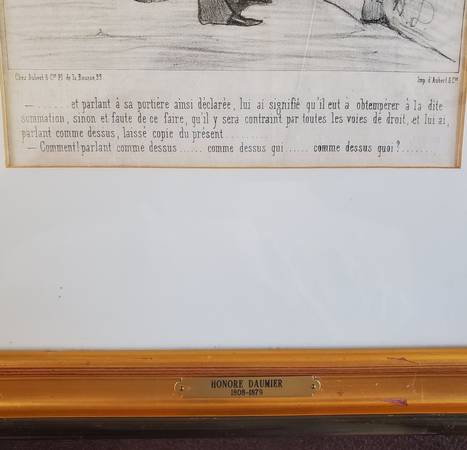 Chez Aubert & Cie Pl. de la Bourse, 29.
Imp. d'Aubert & Cie
— ........ et parlant à sa portière ainsi déclarée, lui ai signifié qu'il eut à obtempérer à la dite
sommation, sinon et faute de ce faire, qu'il y sera contraint par toutes les voies de droit, et lui ai,
parlant comme dessus, laissé copie du présent ..........
— Comment! parlant comme dessus ...... comme dessus qui ..... comme dessus quoi? ........
HONORE DAUMIER
1808-1879